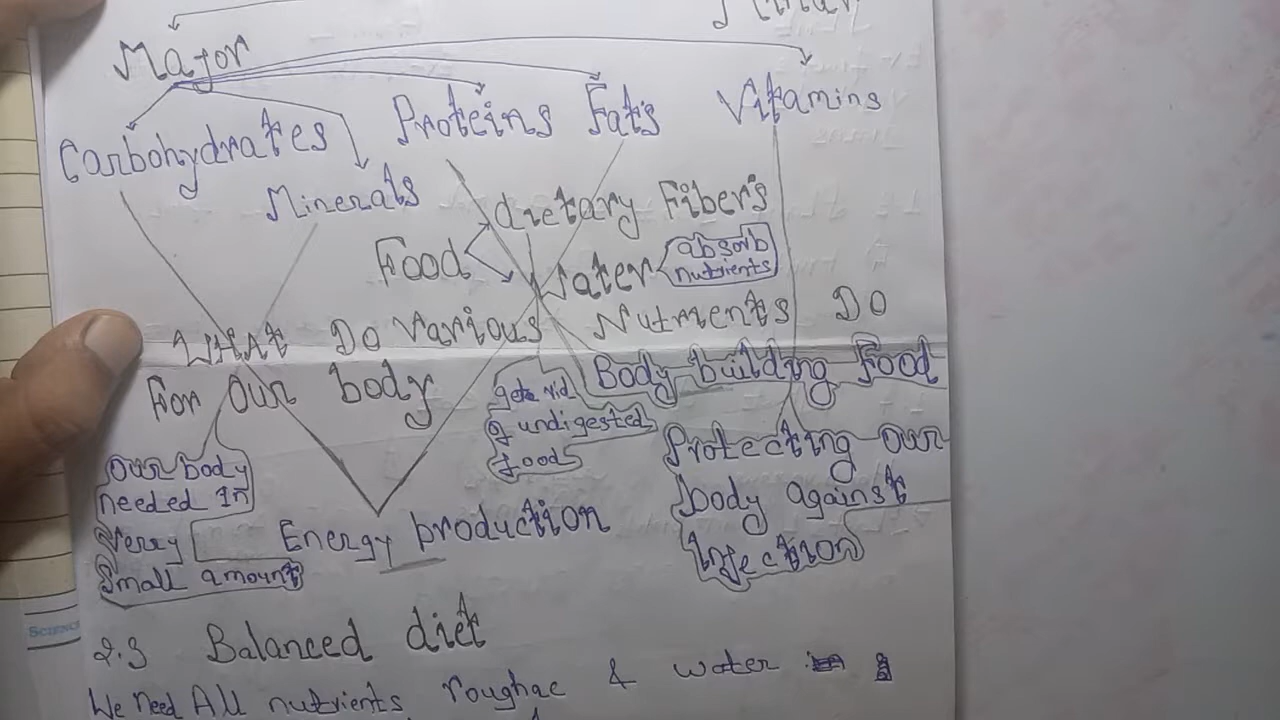 Major
Proteins Fats Vitamins
Carbohydrates
Minerals
dietary Fibers
Food
water absorb
nutrients
WHAt Do Various Nutrients Do
For Our body
Body building Food
gets rid
of undigested
food
Protecting our
body against
Infection
Our body
needed In
Verry
Small amount
Energy production
2.3 Balanced diet
We Need All nutrients roughae & water